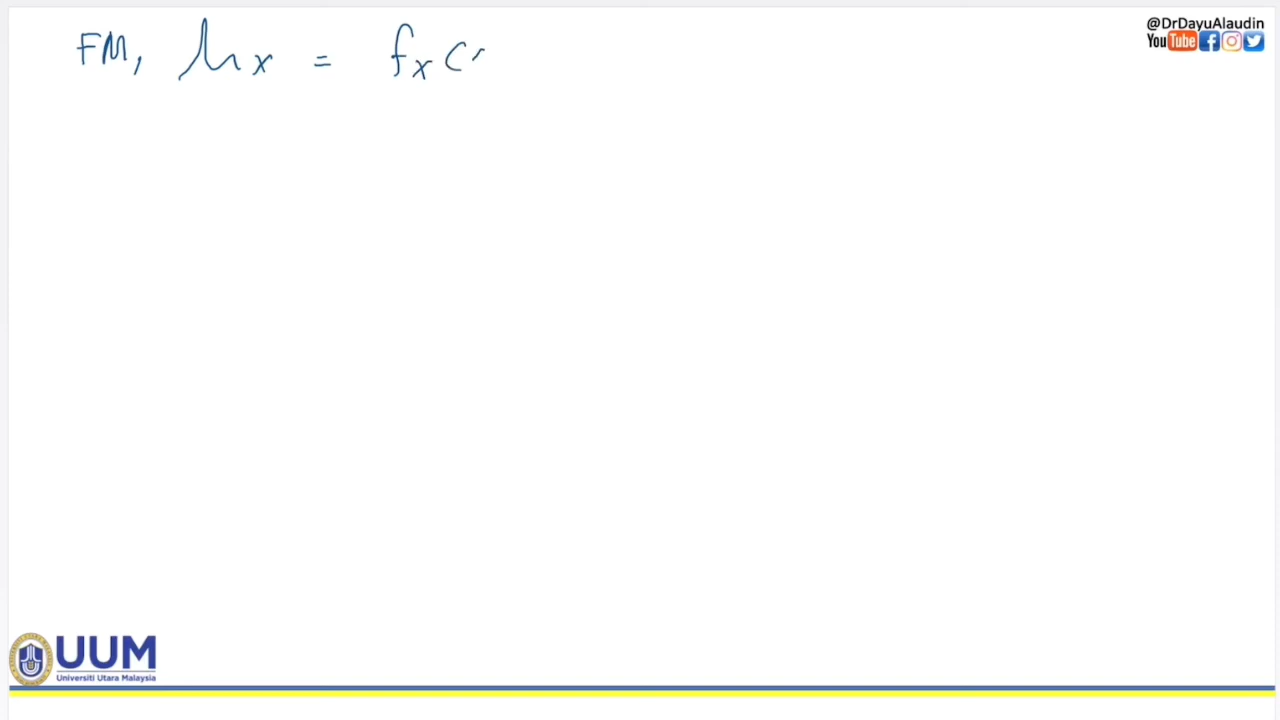 @DrDayuAlaudin
YouTube
FM, μx = fx(
UUM
Universiti Utara Malaysia